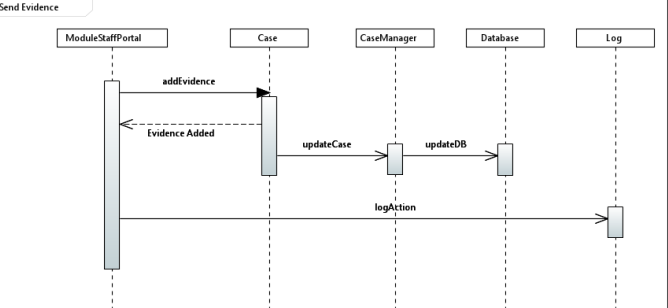 Send Evidence
ModuleStaffPortal
Case
CaseManager
Database
Log
addEvidence
Evidence Added
updateCase
updateDB
logAction